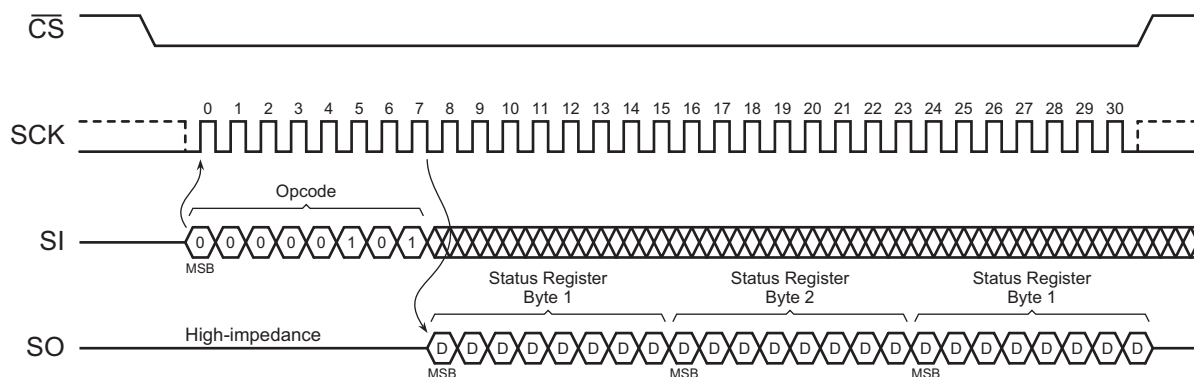 CS
0 1 2 3 4 5 6 7 8 9 10 11 12 13 14 15 16 17 18 19 20 21 22 23 24 25 26 27 28 29 30
SCK
Opcode
SI 0 0 0 0 0 1 0 1
MSB
Status Register
Byte 1
Status Register
Byte 2
Status Register
Byte 1
High-impedance
SO D D D D D D D D D D D D D D D D D D D D D D D D
MSB MSB MSB